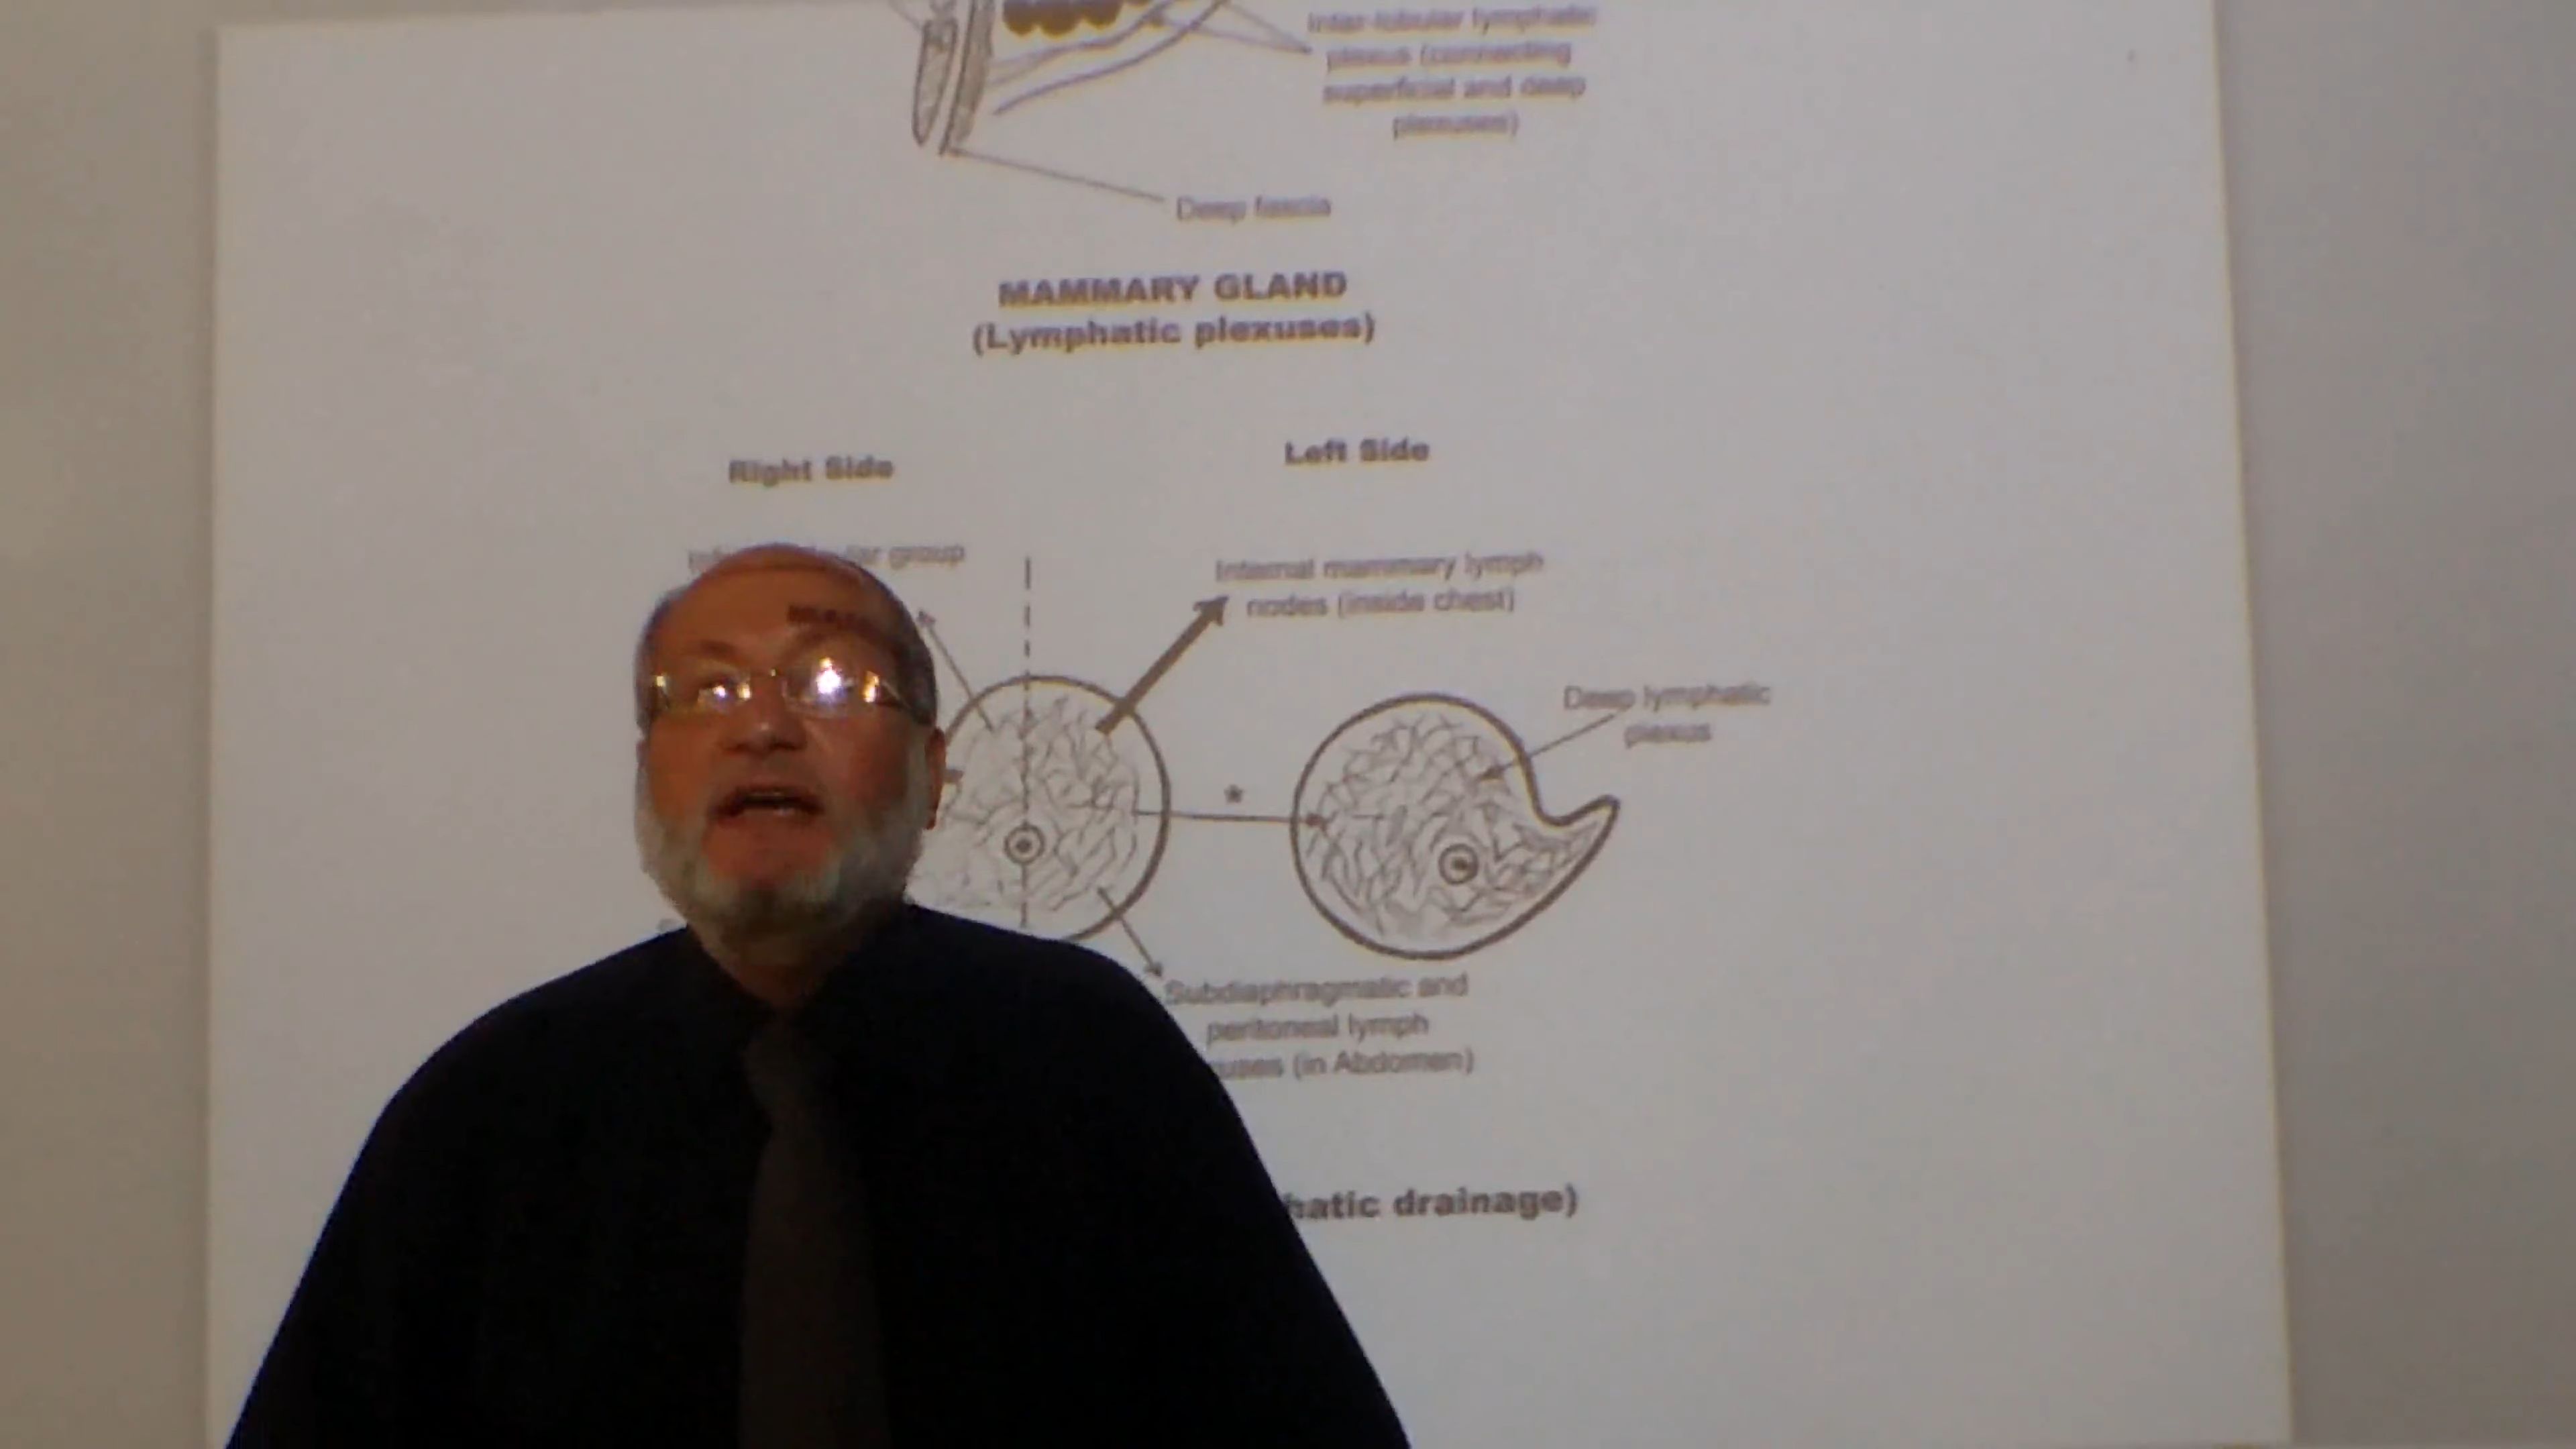 Inter-lobular lymphatic
plexus (connecting
superficial and deep
plexuses)
Deep fascia
MAMMARY GLAND
(Lymphatic plexuses)
Right Side
Left Side
group
Internal mammary lymph
nodes (inside chest)
Deep lymphatic
plexus
*
Subdiaphragmatic and
peritoneal lymph
(in Abdomen)
drainage)